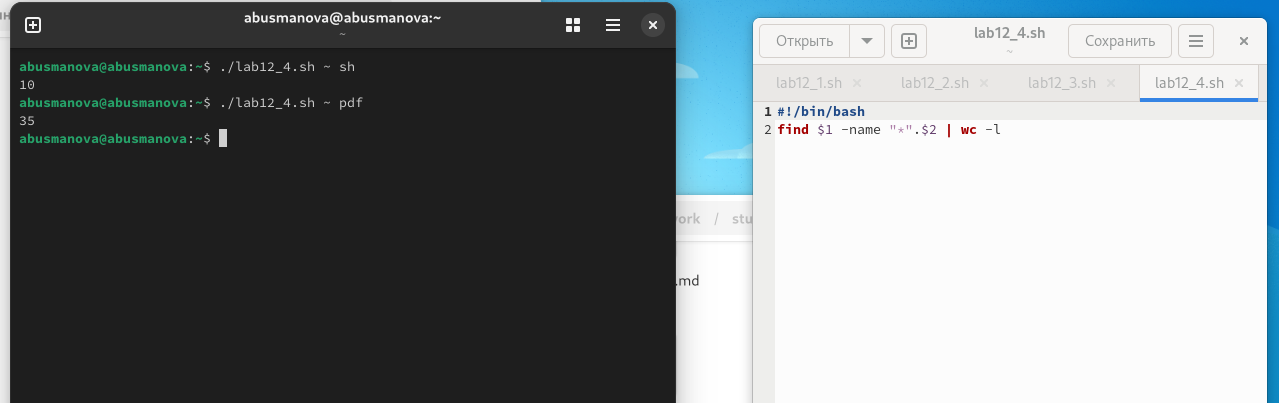 abusmanova@abusmanova:~
~
abusmanova@abusmanova:~$ ./lab12_4.sh ~ sh
10
abusmanova@abusmanova:~$ ./lab12_4.sh ~ pdf
35
abusmanova@abusmanova:~$
Открыть
lab12_4.sh
~
Сохранить
lab12_1.sh
lab12_2.sh
lab12_3.sh
lab12_4.sh
1 #!/bin/bash
2 find $1 -name "*".$2 | wc -l
/ stu
.md